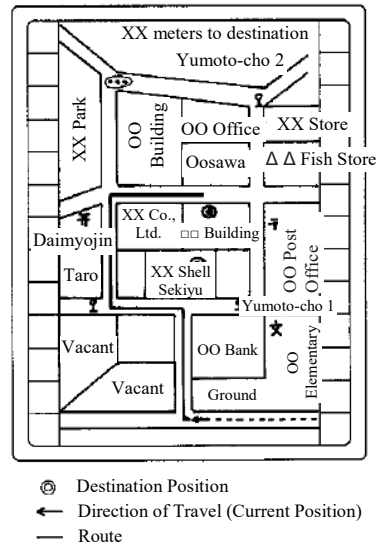 XX meters to destination
Yumoto-cho 2
XX Park
OO
Building
OO Office
Oosawa
XX Store
Δ Δ Fish Store
Daimyojin
Taro
XX Co.,
Ltd.
□□ Building
XX Shell
Sekiyu
OO Post
Office
Yumoto-cho 1
OO
Elementary
Vacant
Vacant
OO Bank
Ground
Destination Position
Direction of Travel (Current Position)
Route